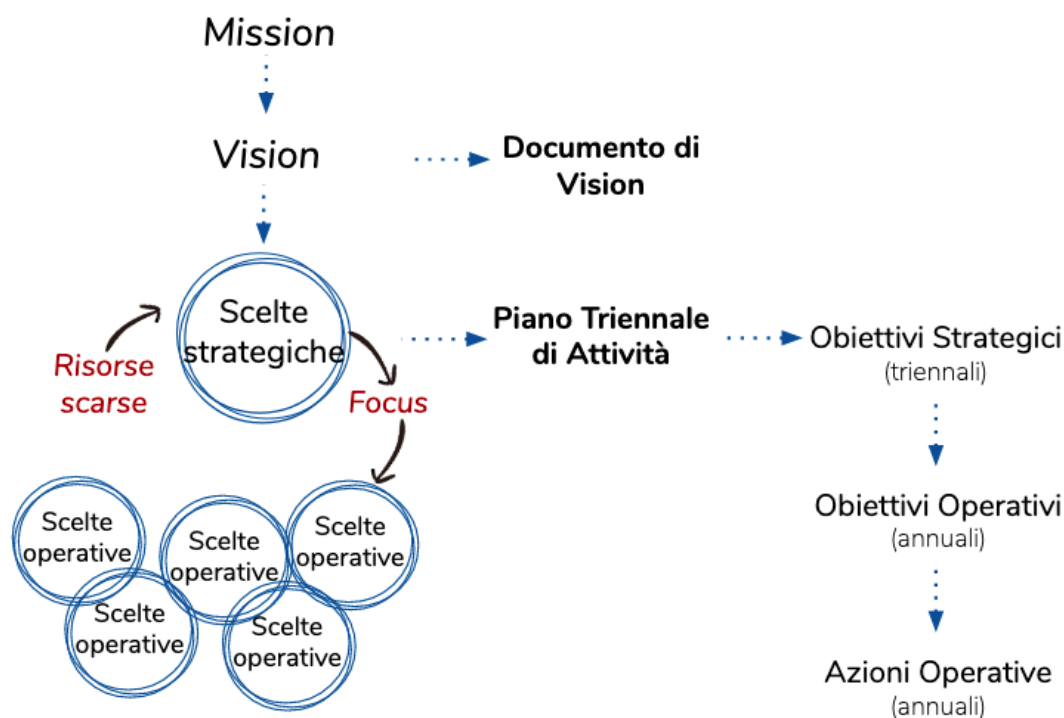 Mission
Vision
Documento di
Vision
Scelte
strategiche
Risorse
scarse
Focus
Piano Triennale
di Attività
Obiettivi Strategici
(triennali)
Obiettivi Operativi
(annuali)
Azioni Operative
(annuali)
Scelte
operative
Scelte
operative
Scelte
operative
Scelte
operative
Scelte
operative